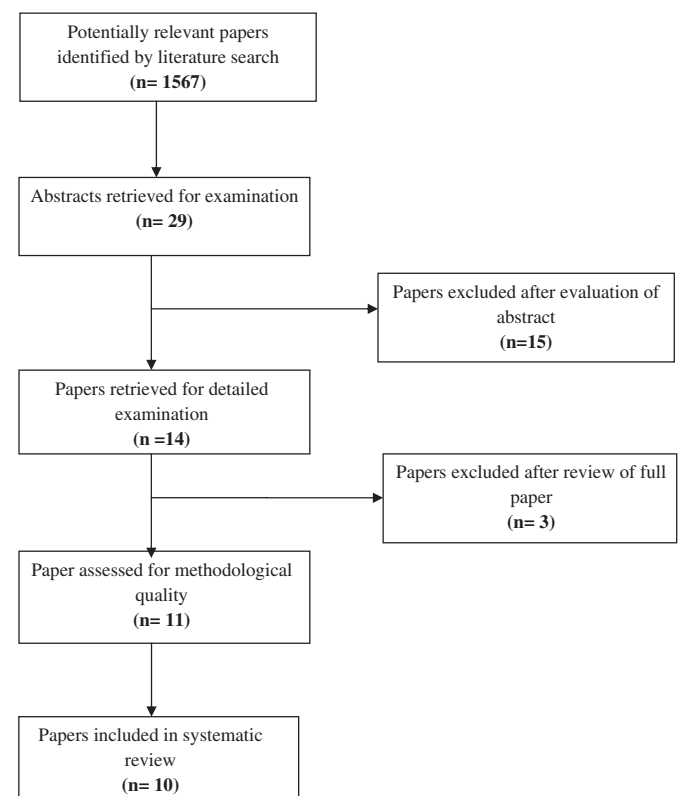 Potentially relevant papers
identified by literature search
(n= 1567)
Abstracts retrieved for examination
(n= 29)
Papers excluded after evaluation of
abstract
(n=15)
Papers retrieved for detailed
examination
(n =14)
Papers excluded after review of full
paper
(n= 3)
Paper assessed for methodological
quality
(n= 11)
Papers included in systematic
review
(n= 10)